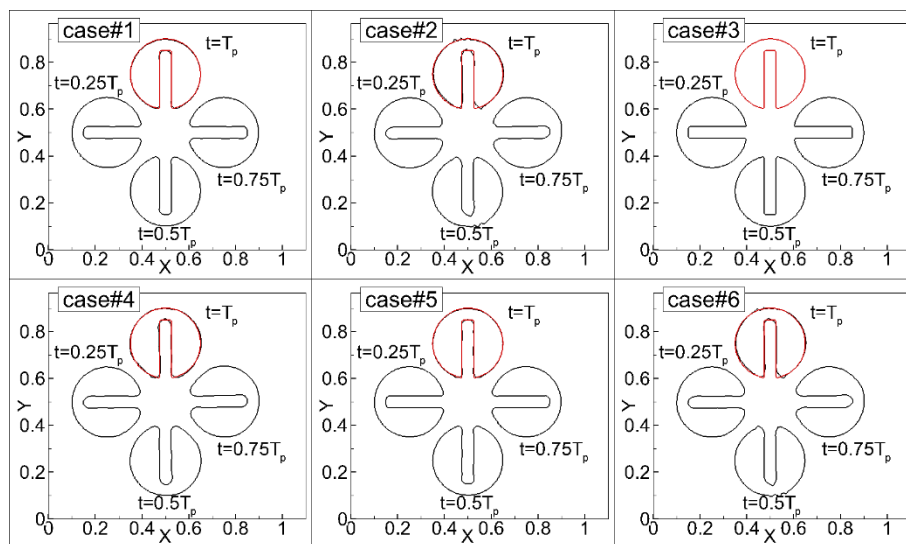 case#1
t=T_p
t=0.25T_p
t=0.75T_p
t=0.5T_p
Y
0.8
0.6
0.4
0.2
0
0 0.2 0.4 0.6 0.8 1
X
case#2
t=T_p
t=0.25T_p
t=0.75T_p
t=0.5T_p
Y
0.8
0.6
0.4
0.2
0
0 0.2 0.4 0.6 0.8 1
X
case#3
t=T_p
t=0.25T_p
t=0.75T_p
t=0.5T_p
Y
0.8
0.6
0.4
0.2
0
0 0.2 0.4 0.6 0.8 1
X
case#4
t=T_p
t=0.25T_p
t=0.75T_p
t=0.5T_p
Y
0.8
0.6
0.4
0.2
0
0 0.2 0.4 0.6 0.8 1
X
case#5
t=T_p
t=0.25T_p
t=0.75T_p
t=0.5T_p
Y
0.8
0.6
0.4
0.2
0
0 0.2 0.4 0.6 0.8 1
X
case#6
t=T_p
t=0.25T_p
t=0.75T_p
t=0.5T_p
Y
0.8
0.6
0.4
0.2
0
0 0.2 0.4 0.6 0.8 1
X